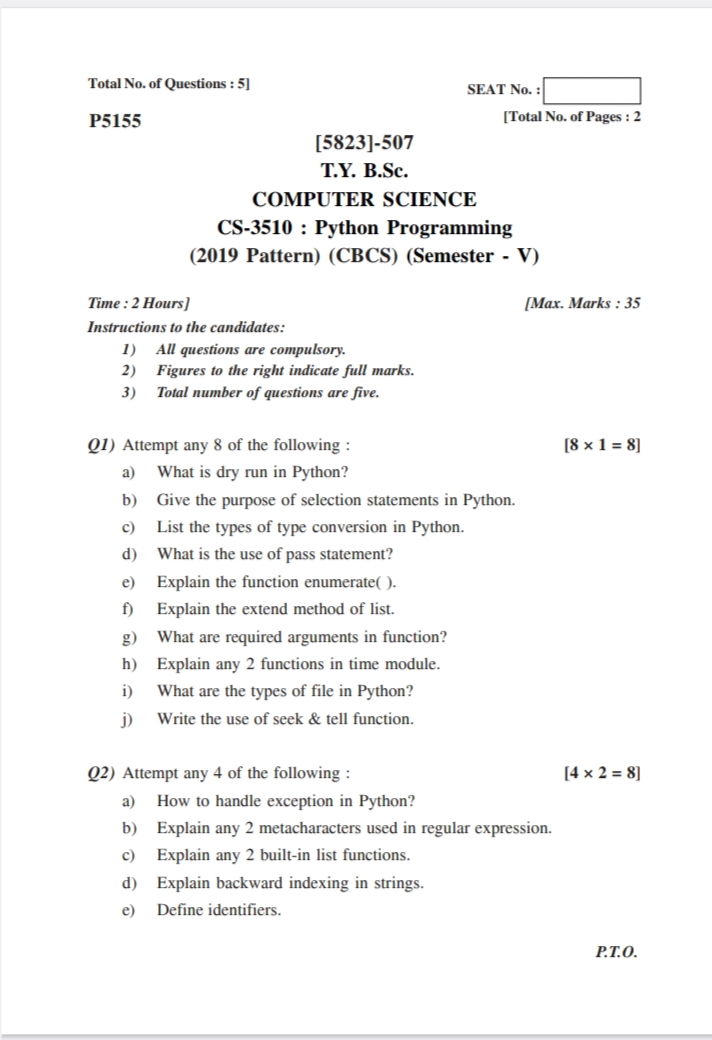 Total No. of Questions : 5]
SEAT No. :
P5155
[Total No. of Pages : 2
[5823]-507
T.Y. B.Sc.
COMPUTER SCIENCE
CS-3510 : Python Programming
(2019 Pattern) (CBCS) (Semester - V)
Time : 2 Hours] [Max. Marks : 35
Instructions to the candidates:
1) All questions are compulsory.
2) Figures to the right indicate full marks.
3) Total number of questions are five.
Q1) Attempt any 8 of the following : [8 × 1 = 8]
a) What is dry run in Python?
b) Give the purpose of selection statements in Python.
c) List the types of type conversion in Python.
d) What is the use of pass statement?
e) Explain the function enumerate( ).
f) Explain the extend method of list.
g) What are required arguments in function?
h) Explain any 2 functions in time module.
i) What are the types of file in Python?
j) Write the use of seek & tell function.
Q2) Attempt any 4 of the following : [4 × 2 = 8]
a) How to handle exception in Python?
b) Explain any 2 metacharacters used in regular expression.
c) Explain any 2 built-in list functions.
d) Explain backward indexing in strings.
e) Define identifiers.
P.T.O.